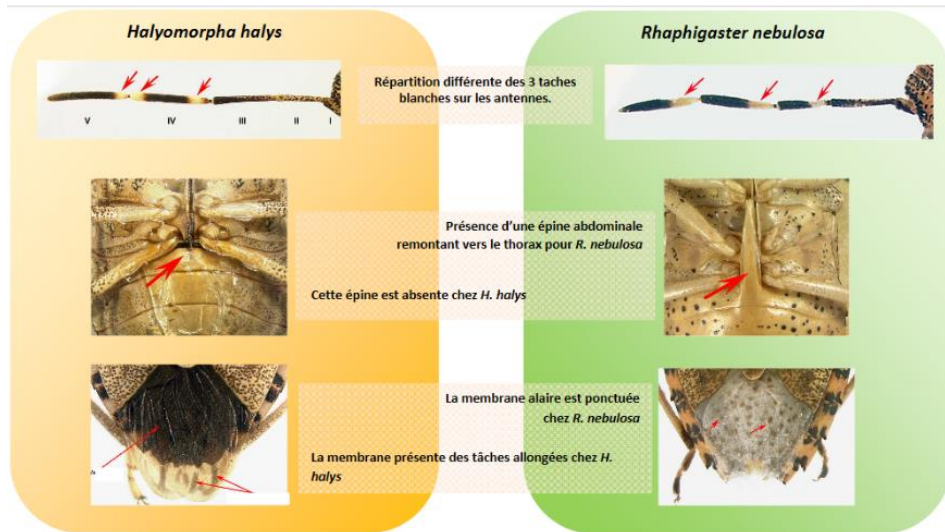 Halyomorpha halys
Rhaphigaster nebulosa
Répartition différente des 3 taches
blanches sur les antennes.
V IV III II I
Présence d'une épine abdominale
remontant vers le thorax pour R. nebulosa
Cette épine est absente chez H. halys
La membrane alaire est ponctuée
chez R. nebulosa
La membrane présente des tâches allongées chez H.
halys